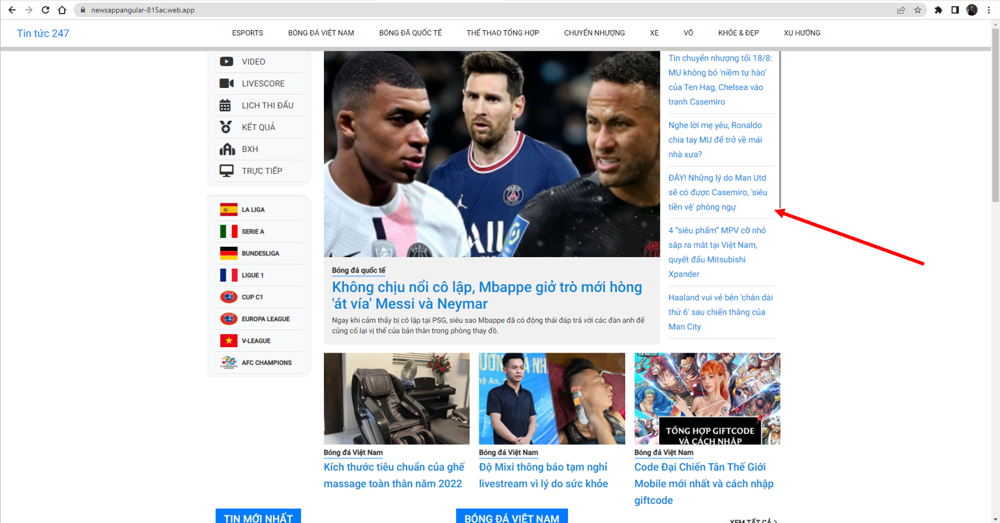 newsappangular-815ac.web.app
Tin tức 247
ESPORTS
BÓNG ĐÁ VIỆT NAM
BÓNG ĐÃ QUỐC TẾ
THỂ THAO TỔNG HỢP
CHUYỂN NHƯỢNG
XE
VÕ
KHỎE & ĐẸP
XU HƯỚNG
VIDEO
LIVESCORE
LỊCH THI ĐẤU
KẾT QUẢ
BXH
TRỰC TIẾP
LA LIGA
SERIE A
BUNDESLIGA
LIGUE 1
CUP C1
EUROPA LEAGUE
V-LEAGUE
AFC CHAMPIONS
Bóng đá quốc tế
Không chịu nổi cô lập, Mbappe giở trò mới hòng
'át vía' Messi và Neymar
Ngay khi cảm thấy bị cô lập tại PSG, siêu sao Mbappe đã có động thái đáp trả với các đàn anh để
củng cố lại vị thế của bản thân trong phòng thay đồ.
Tin chuyển nhượng tối 18/8:
MU không bỏ 'niềm tự hào'
của Ten Hag, Chelsea vào
tranh Casemiro
Nghe lời mẹ yêu, Ronaldo
chia tay MU để trở về mái
nhà xưa?
ĐÂY! Những lý do Man Utd
sẽ có được Casemiro, 'siêu
tiền vệ' phòng ngự
4 “siêu phẩm” MPV cỡ nhỏ
sắp ra mắt tại Việt Nam,
quyết đấu Mitsubishi
Xpander
Haaland vui vẻ bên 'chân dài
thứ 6' sau chiến thắng của
Man City
Bóng đá Việt Nam
Kích thước tiêu chuẩn của ghế
massage toàn thân năm 2022
Bóng đá Việt Nam
Độ Mixi thông báo tạm nghỉ
livestream vì lý do sức khỏe
TỔNG HỢP GIFTCODE
VÀ CÁCH NHẬP
Bóng đá Việt Nam
Code Đại Chiến Tân Thế Giới
Mobile mới nhất và cách nhập
giftcode
TIN MỚI NHẤT
BÓNG ĐÁ VIỆT NAM
XEM TẤT CẢ